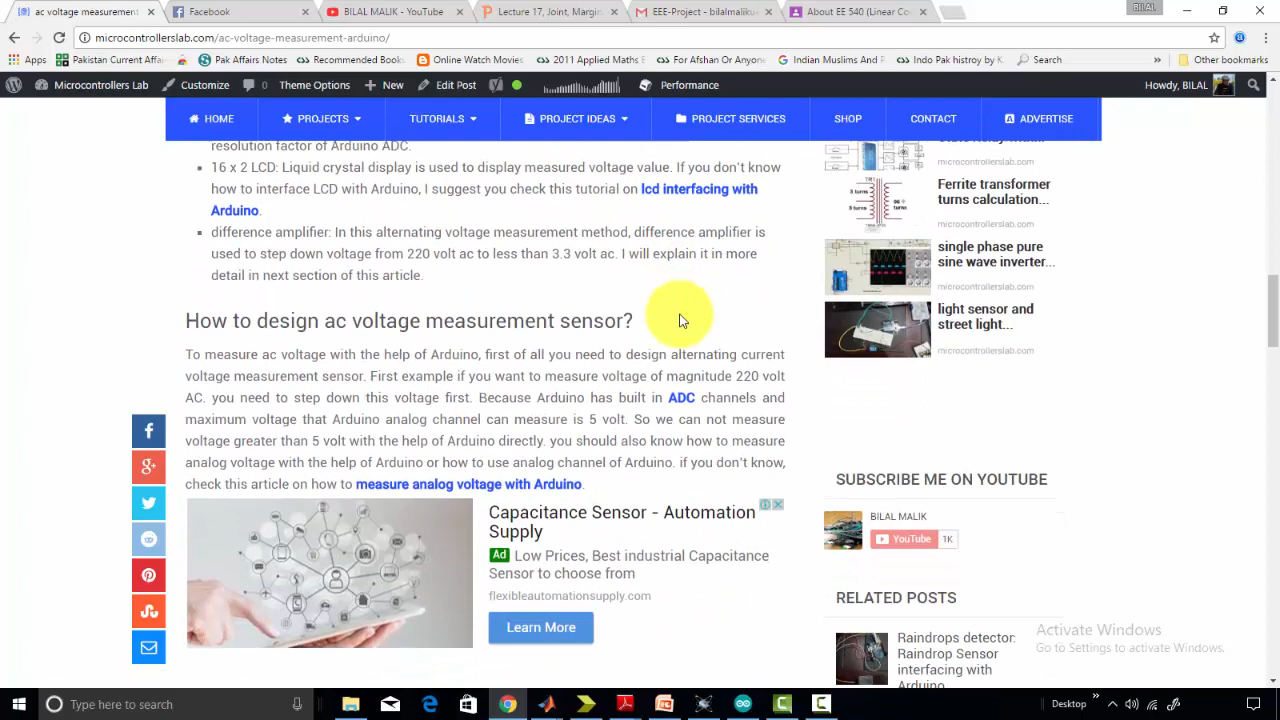 ac voltage measurement
Facebook
BILAL MALIK - YouTube
Lecture 17, Joint, Margin
EEE-Project - bilalmaliku
About EE 540 (Linear Co
BILAL
microcontrollerslab.com/ac-voltage-measurement-arduino/
Apps
Pakistan Current Affai
Pak Affairs Notes
Recommended Books
Online Watch Movies
2011 Applied Maths E
For Afshan Or Anyon
Indian Muslims And P
Indo Pak histroy by K
Search
»
Other bookmarks
Microcontrollers Lab
Customize
0
Theme Options
New
Edit Post
Performance
Howdy, BILAL
HOME
PROJECTS
TUTORIALS
PROJECT IDEAS
PROJECT SERVICES
SHOP
CONTACT
ADVERTISE
resolution factor of Arduino ADC.
16 x 2 LCD: Liquid crystal display is used to display measured voltage value. If you don't know
how to interface LCD with Arduino, I suggest you check this tutorial on lcd interfacing with
Arduino.
difference amplifier: In this alternating voltage measurement method, difference amplifier is
used to step down voltage from 220 volt ac to less than 3.3 volt ac. I will explain it in more
detail in next section of this article.
How to design ac voltage measurement sensor?
To measure ac voltage with the help of Arduino, first of all you need to design alternating current
voltage measurement sensor. First example if you want to measure voltage of magnitude 220 volt
AC. you need to step down this voltage first. Because Arduino has built in ADC channels and
maximum voltage that Arduino analog channel can measure is 5 volt. So we can not measure
voltage greater than 5 volt with the help of Arduino directly. you should also know how to measure
analog voltage with the help of Arduino or how to use analog channel of Arduino. if you don't know,
check this article on how to measure analog voltage with Arduino.
Capacitance Sensor - Automation
Supply
Ad Low Prices, Best industrial Capacitance
Sensor to choose from
flexibleautomationsupply.com
Learn More
microcontrollerslab.com
Ferrite transformer
turns calculation...
microcontrollerslab.com
single phase pure
sine wave inverter...
microcontrollerslab.com
light sensor and
street light...
microcontrollerslab.com
SUBSCRIBE ME ON YOUTUBE
BILAL MALIK
YouTube 1K
RELATED POSTS
Raindrops detector:
Raindrop Sensor
interfacing with
Arduino
Activate Windows
Go to Settings to activate Windows.
Type here to search
Desktop